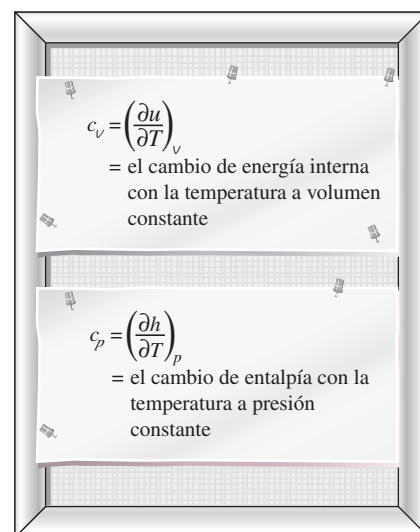 c_v = (∂u/∂T)_v
= el cambio de energía interna
con la temperatura a volumen
constante
c_p = (∂h/∂T)_p
= el cambio de entalpía con la
temperatura a presión
constante